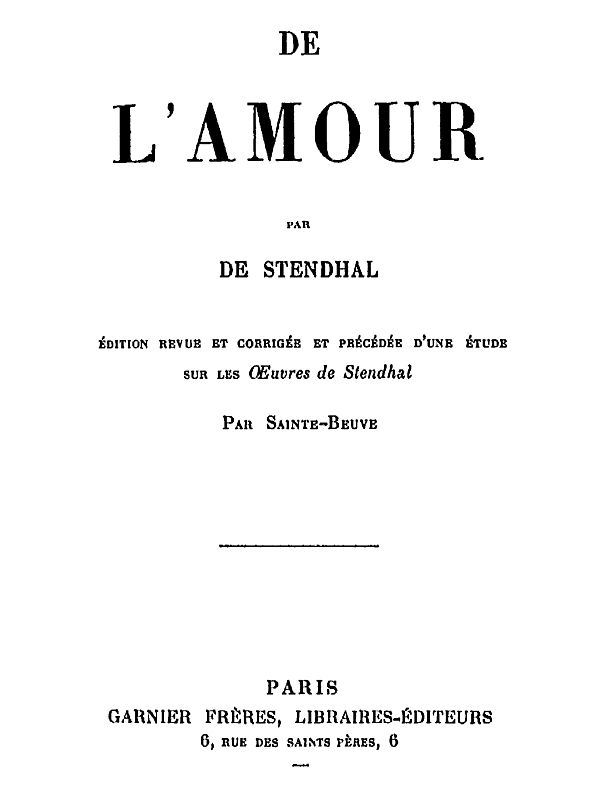 DE
L'AMOUR
PAR
DE STENDHAL
ÉDITION REVUE ET CORRIGÉE ET PRÉCÉDÉE D'UNE ÉTUDE
SUR LES Œuvres de Stendhal
PAR SAINTE-BEUVE
PARIS
GARNIER FRÈRES, LIBRAIRES-ÉDITEURS
6, RUE DES SAINTS PÈRES, 6